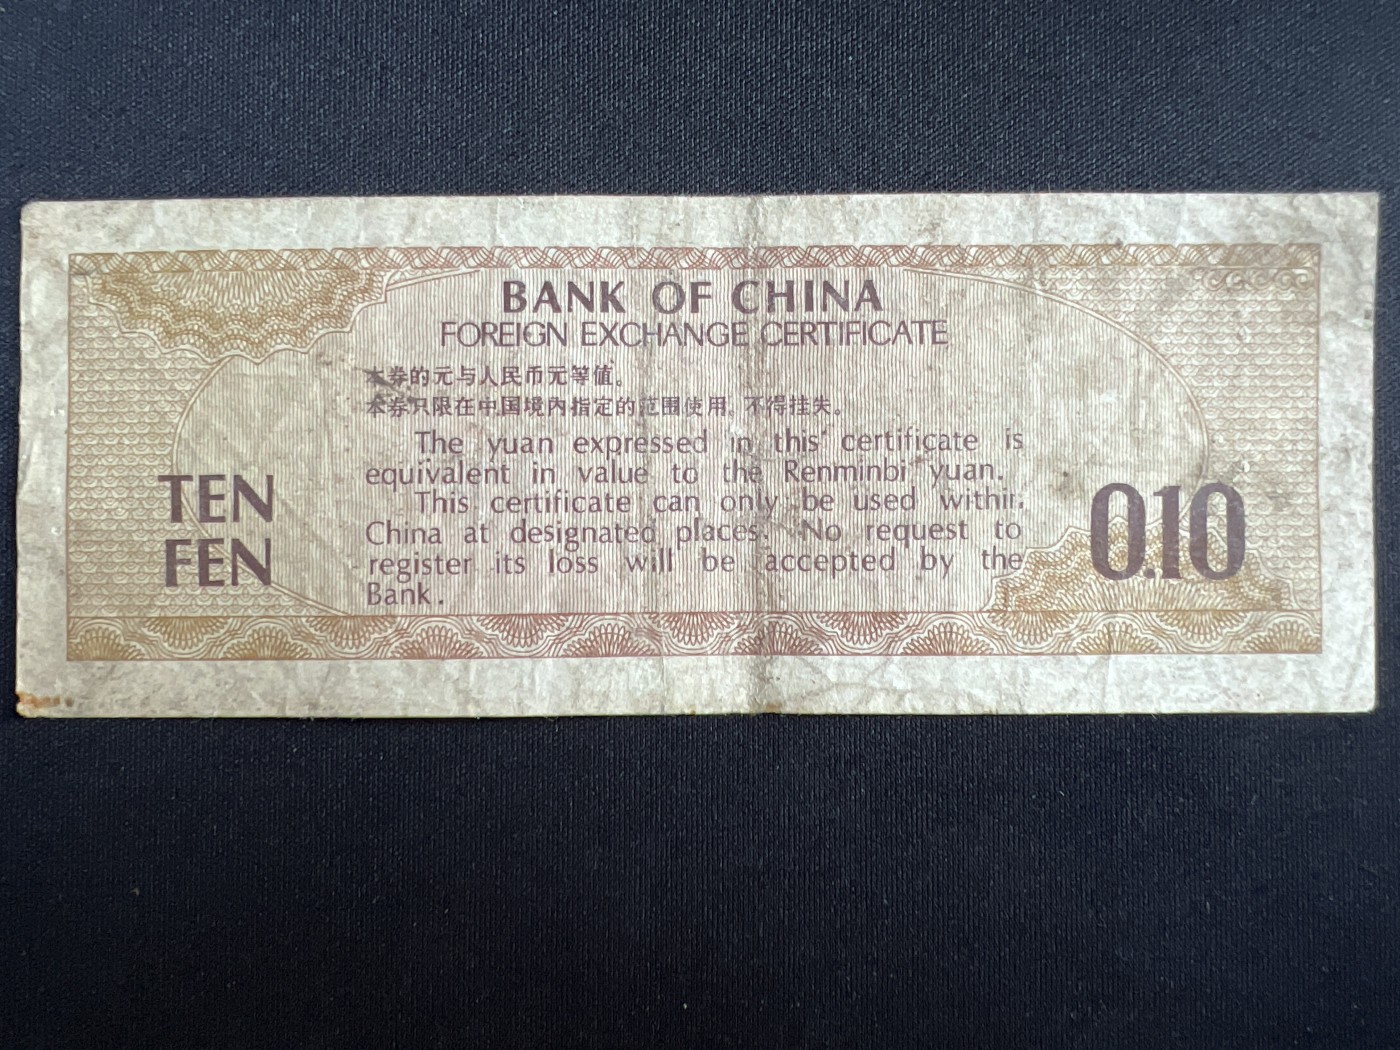 BANK OF CHINA
FOREIGN EXCHANGE CERTIFICATE
本券的元与人民币元等值。
本券只限在中国境内指定的范围使用，不得挂失。
The yuan expressed in this certificate is
equivalent in value to the Renminbi yuan.
This certificate can only be used within
China at designated places. No request to
register its loss will be accepted by the
Bank.
TEN
FEN
0.10